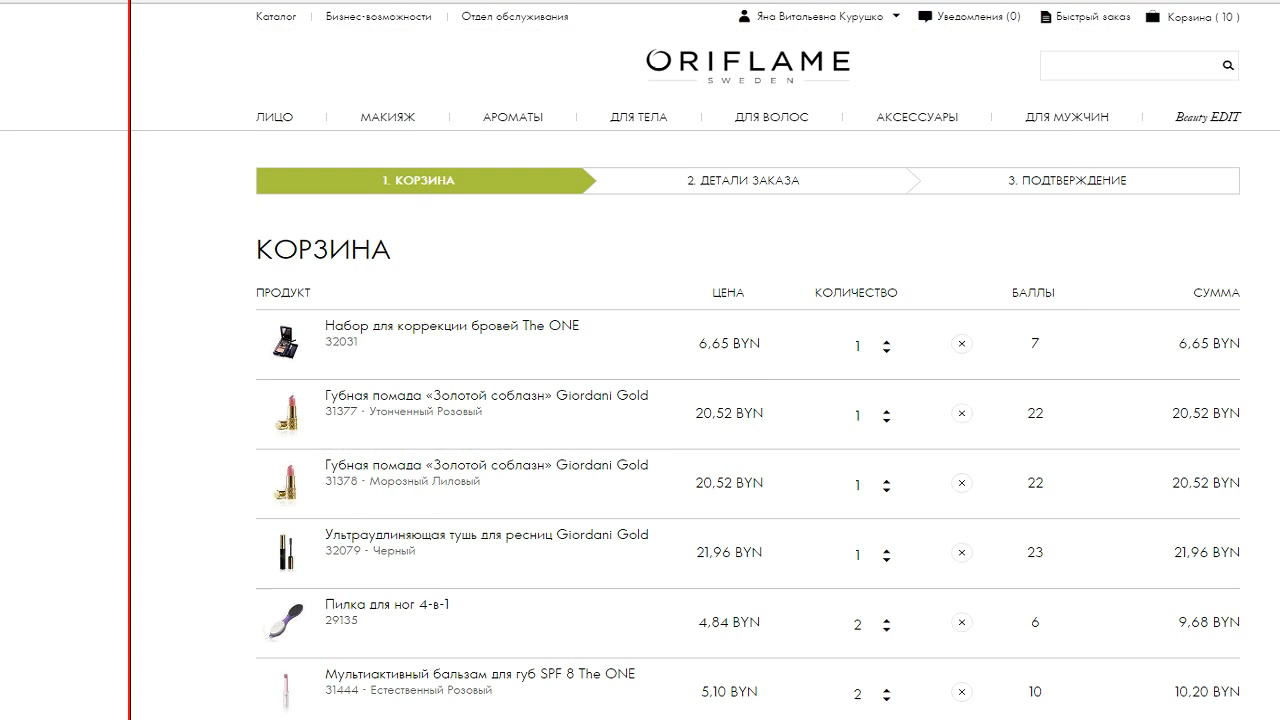 Каталог
Бизнес-возможности
Отдел обслуживания
Яна Витальевна Курушко
Уведомления (0)
Быстрый заказ
Корзина ( 10 )
ORIFLAME
SWEDEN
ЛИЦО
МАКИЯЖ
АРОМАТЫ
ДЛЯ ТЕЛА
ДЛЯ ВОЛОС
АКСЕССУАРЫ
ДЛЯ МУЖЧИН
Beauty EDIT
1. КОРЗИНА
2. ДЕТАЛИ ЗАКАЗА
3. ПОДТВЕРЖДЕНИЕ
КОРЗИНА
ПРОДУКТ ЦЕНА КОЛИЧЕСТВО БАЛЛЫ СУММА
Набор для коррекции бровей The ONE
32031
6,65 BYN 1 7 6,65 BYN
Губная помада «Золотой соблазн» Giordani Gold
31377 - Утонченный Розовый
20,52 BYN 1 22 20,52 BYN
Губная помада «Золотой соблазн» Giordani Gold
31378 - Морозный Лиловый
20,52 BYN 1 22 20,52 BYN
Ультраудлиняющая тушь для ресниц Giordani Gold
32079 - Черный
21,96 BYN 1 23 21,96 BYN
Пилка для ног 4-в-1
29135
4,84 BYN 2 6 9,68 BYN
Мультиактивный бальзам для губ SPF 8 The ONE
31444 - Естественный Розовый
5,10 BYN 2 10 10,20 BYN